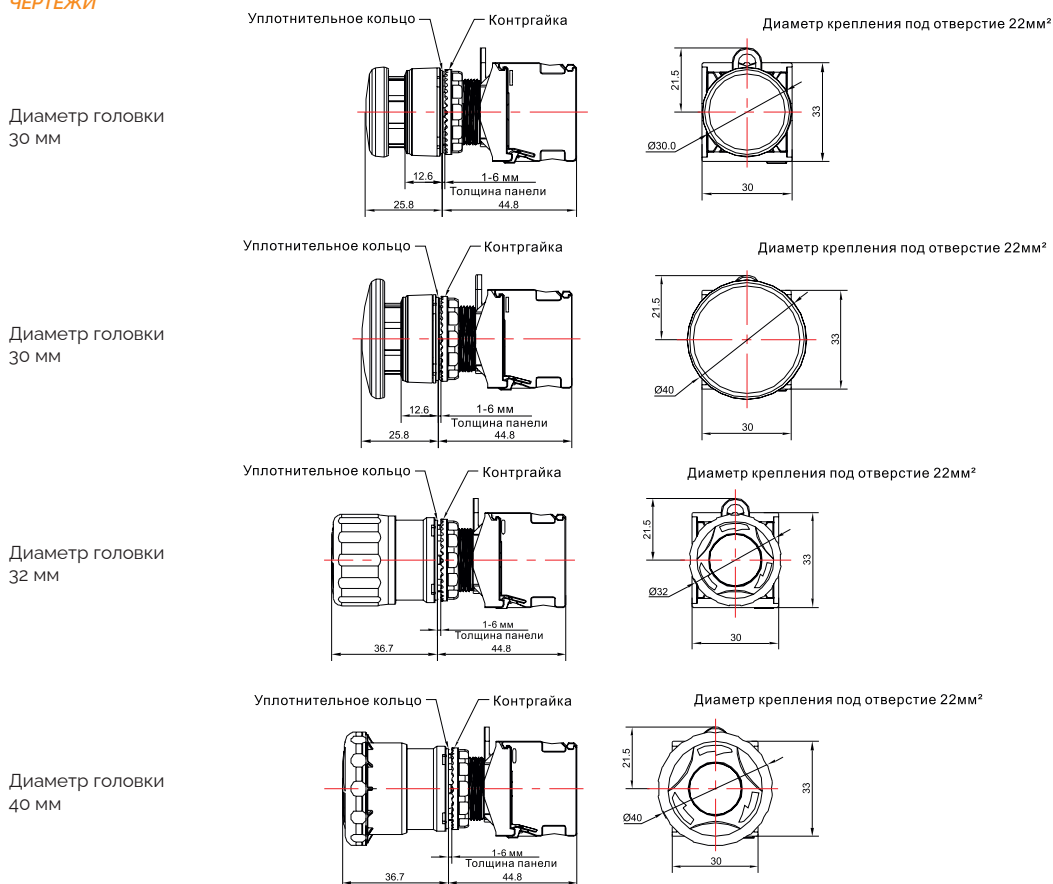 ЧЕРТЕЖИ
Уплотнительное кольцо
Контргайка
Диаметр крепления под отверстие 22мм²
Диаметр головки
30 мм
21.5
33
Ø30.0
12.6
1-6 мм
Толщина панели
25.8
44.8
30
Уплотнительное кольцо
Контргайка
Диаметр крепления под отверстие 22мм²
Диаметр головки
30 мм
21.5
33
Ø40
12.6
1-6 мм
Толщина панели
25.8
44.8
30
Уплотнительное кольцо
Контргайка
Диаметр крепления под отверстие 22мм²
Диаметр головки
32 мм
21.5
33
Ø32
1-6 мм
Толщина панели
36.7
44.8
30
Уплотнительное кольцо
Контргайка
Диаметр крепления под отверстие 22мм²
Диаметр головки
40 мм
21.5
33
Ø40
1-6 мм
Толщина панели
36.7
44.8
30